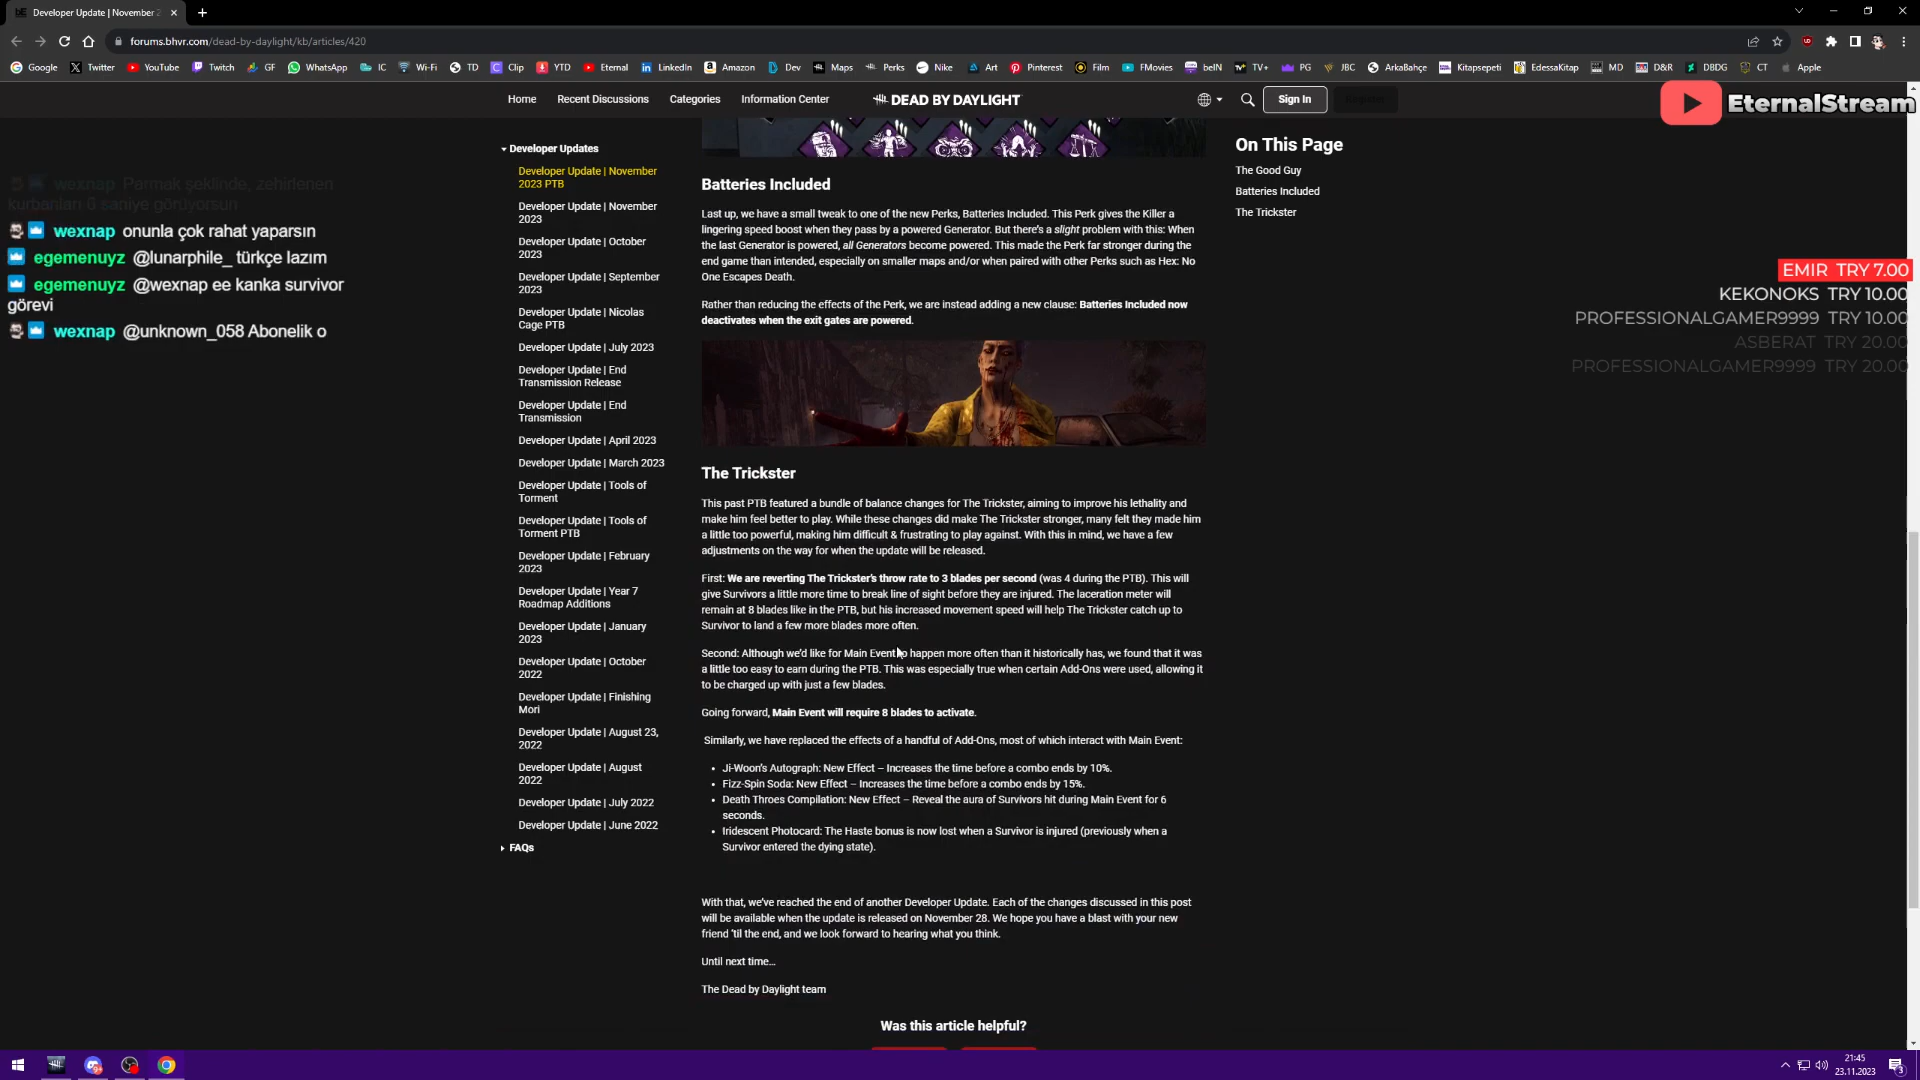 Developer Update | November 2
forums.bhvr.com/dead-by-daylight/kb/articles/420
Google Twitter YouTube Twitch GF WhatsApp IC Wi-Fi TD Clip YTD Eternal LinkedIn Amazon Dev Maps Perks Nike Art Pinterest Film FMovies beIN TV+ PG JBC ArkaBahçe Kitapsepeti EdessaKitap MD D&R DBDG CT Apple
Home Recent Discussions Categories Information Center DEAD BY DAYLIGHT Sign In Register
EternalStream
wexnap Parmak şeklinde, zehirlenen
kurbanları 6 saniye görüyorsun
wexnap onunla çok rahat yaparsın
egemenuyz @lunarphile_ türkçe lazım
egemenuyz @wexnap ee kanka survivor
görevi
wexnap @unknown_058 Abonelik o
Developer Updates
Developer Update | November
2023 PTB
Developer Update | November
2023
Developer Update | October
2023
Developer Update | September
2023
Developer Update | Nicolas
Cage PTB
Developer Update | July 2023
Developer Update | End
Transmission Release
Developer Update | End
Transmission
Developer Update | April 2023
Developer Update | March 2023
Developer Update | Tools of
Torment
Developer Update | Tools of
Torment PTB
Developer Update | February
2023
Developer Update | Year 7
Roadmap Additions
Developer Update | January
2023
Developer Update | October
2022
Developer Update | Finishing
Mori
Developer Update | August 23,
2022
Developer Update | August
2022
Developer Update | July 2022
Developer Update | June 2022
FAQs
Batteries Included
Last up, we have a small tweak to one of the new Perks, Batteries Included. This Perk gives the Killer a
lingering speed boost when they pass by a powered Generator. But there's a slight problem with this: When
the last Generator is powered, all Generators become powered. This made the Perk far stronger during the
end game than intended, especially on smaller maps and/or when paired with other Perks such as Hex: No
One Escapes Death.
Rather than reducing the effects of the Perk, we are instead adding a new clause: Batteries Included now
deactivates when the exit gates are powered.
The Trickster
This past PTB featured a bundle of balance changes for The Trickster, aiming to improve his lethality and
make him feel better to play. While these changes did make The Trickster stronger, many felt they made him
a little too powerful, making him difficult & frustrating to play against. With this in mind, we have a few
adjustments on the way for when the update will be released.
First: We are reverting The Trickster's throw rate to 3 blades per second (was 4 during the PTB). This will
give Survivors a little more time to break line of sight before they are injured. The laceration meter will
remain at 8 blades like in the PTB, but his increased movement speed will help The Trickster catch up to
Survivor to land a few more blades more often.
Second: Although we'd like for Main Event to happen more often than it historically has, we found that it was
a little too easy to earn during the PTB. This was especially true when certain Add-Ons were used, allowing it
to be charged up with just a few blades.
Going forward, Main Event will require 8 blades to activate.
Similarly, we have replaced the effects of a handful of Add-Ons, most of which interact with Main Event:
• Ji-Woon's Autograph: New Effect – Increases the time before a combo ends by 10%.
• Fizz-Spin Soda: New Effect – Increases the time before a combo ends by 15%.
• Death Throes Compilation: New Effect – Reveal the aura of Survivors hit during Main Event for 6
seconds.
• Iridescent Photocard: The Haste bonus is now lost when a Survivor is injured (previously when a
Survivor entered the dying state).
With that, we've reached the end of another Developer Update. Each of the changes discussed in this post
will be available when the update is released on November 28. We hope you have a blast with your new
friend 'til the end, and we look forward to hearing what you think.
Until next time…
The Dead by Daylight team
Was this article helpful?
On This Page
The Good Guy
Batteries Included
The Trickster
EMIR TRY 7.00
KEKONOKS TRY 10.00
PROFESSIONALGAMER9999 TRY 10.00
ASBERAT TRY 20.00
PROFESSIONALGAMER9999 TRY 20.00
21:45
23.11.2023